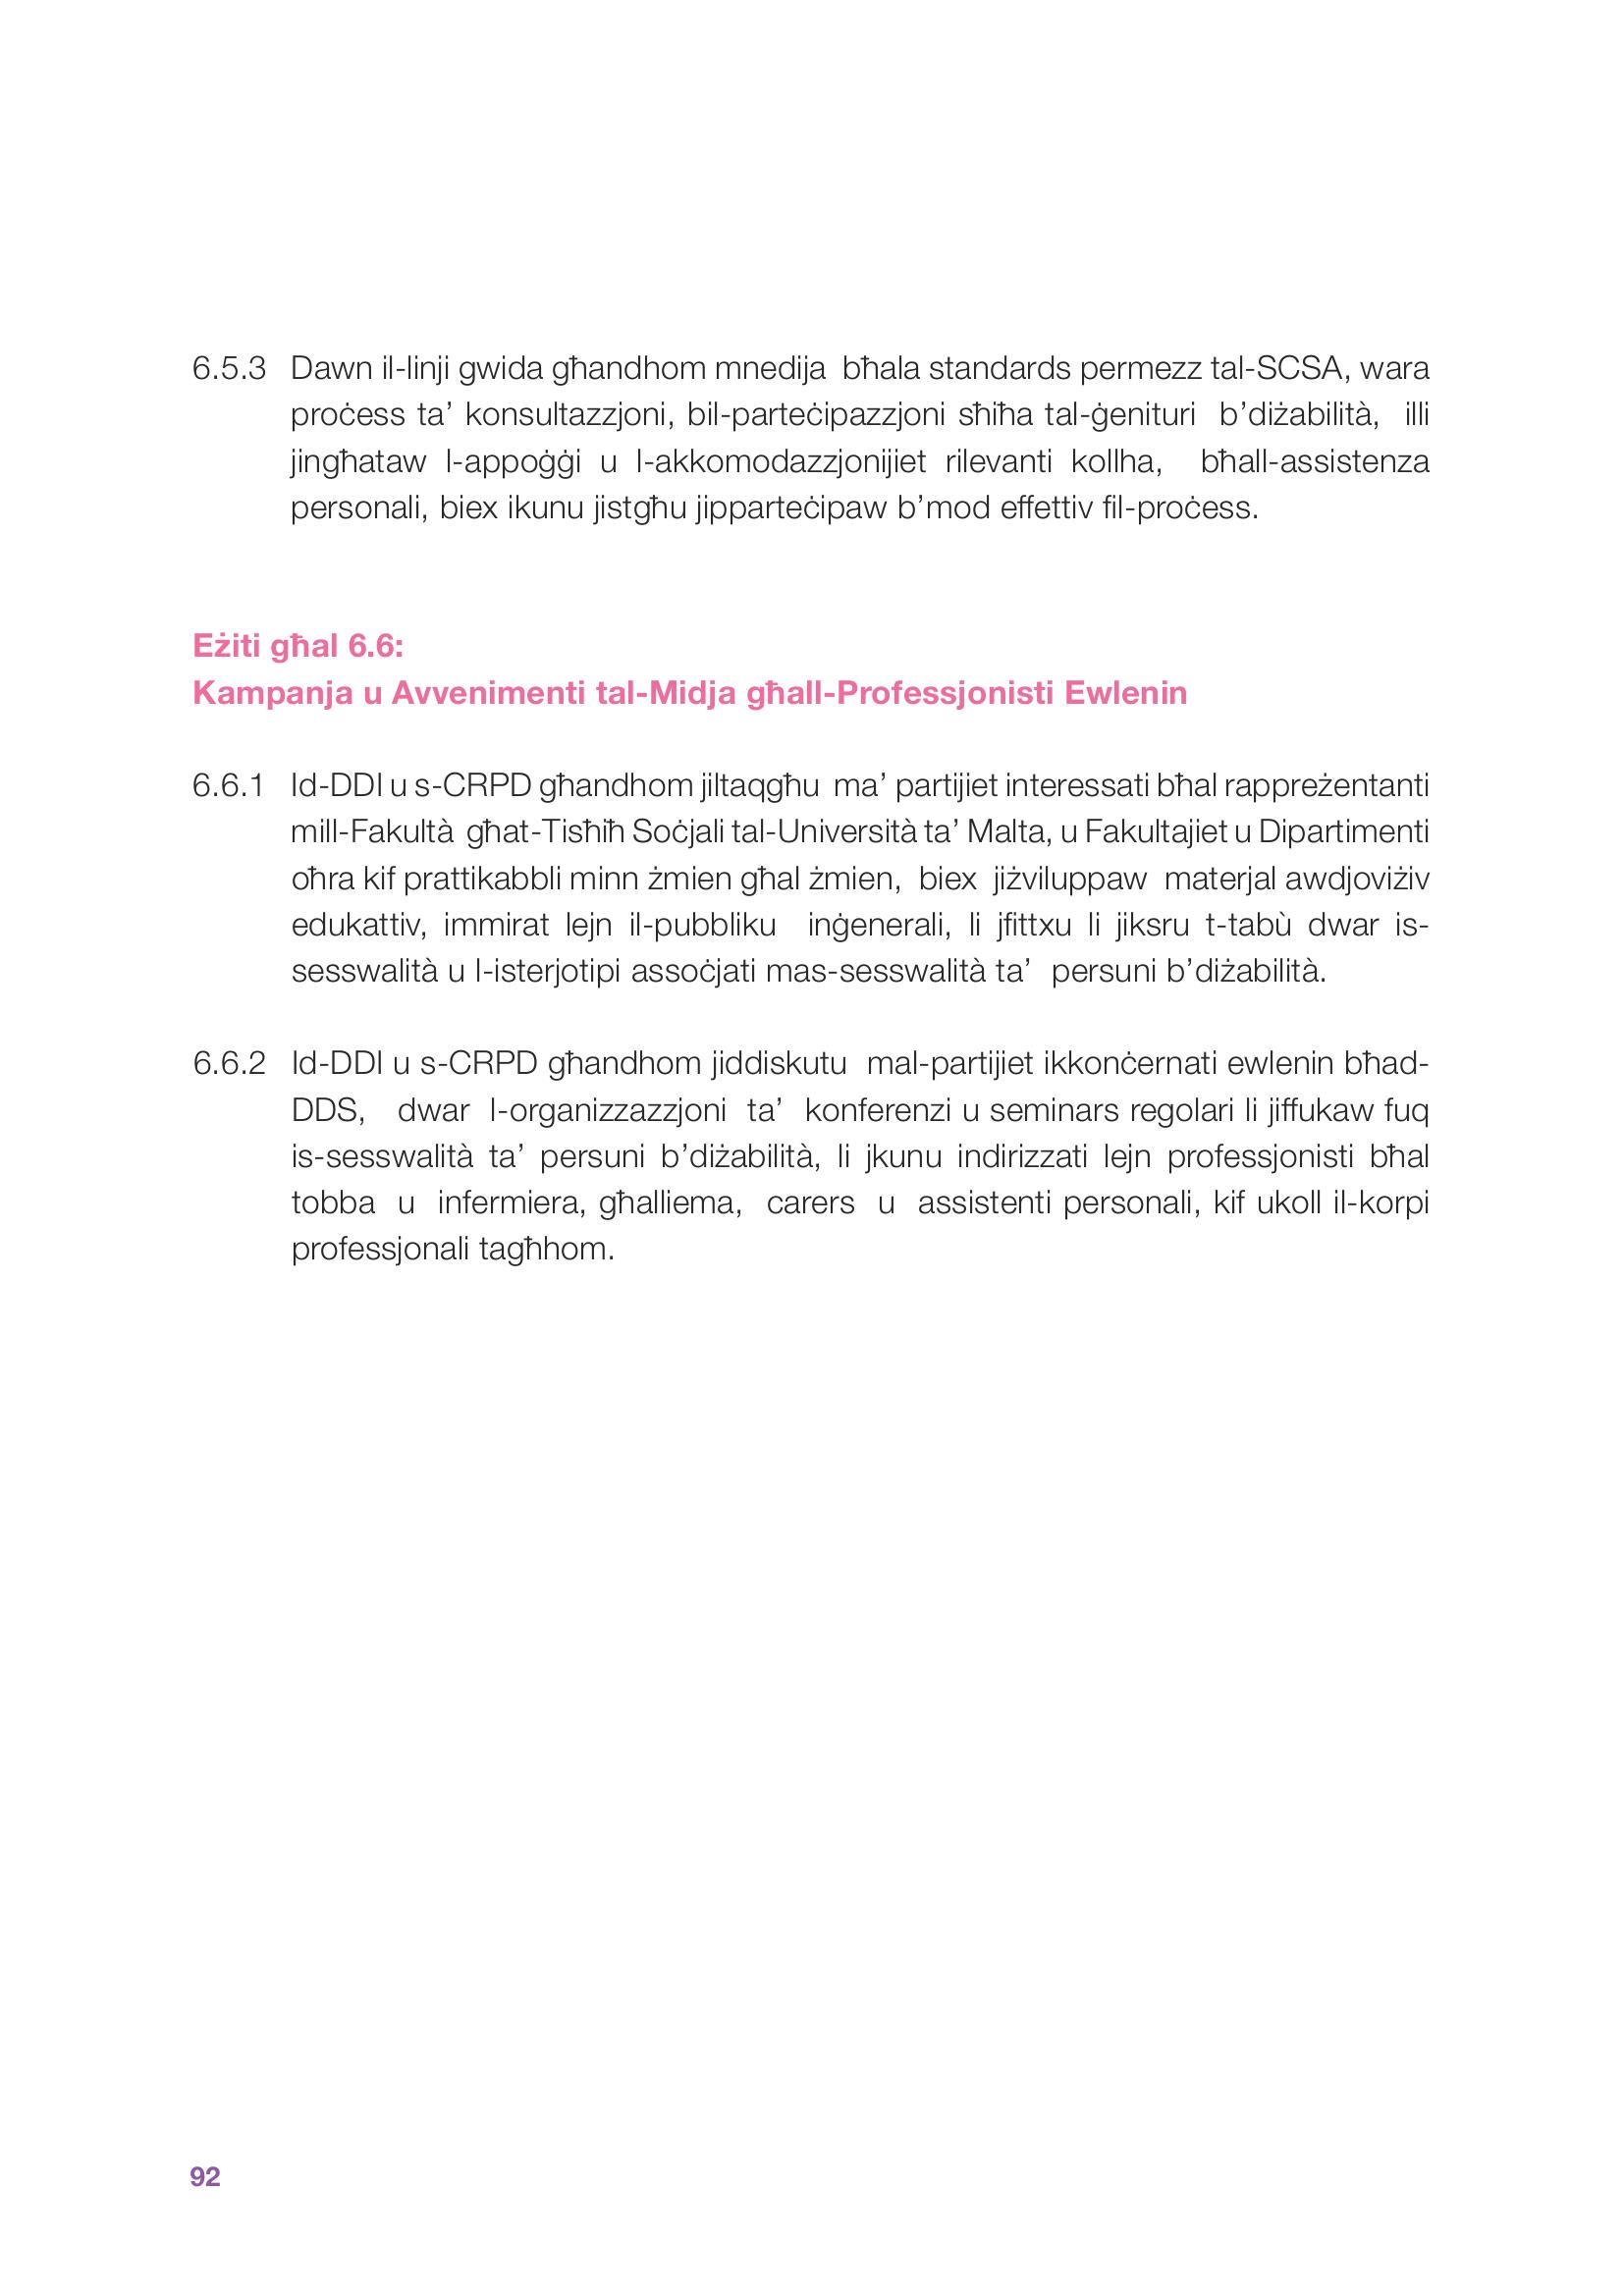 6.5.3 Dawn il-linji gwida għandhom mnedija bħala standards permezz tal-SCSA, wara
proċess ta’ konsultazzjoni, bil-parteċipazzjoni sħiħa tal-ġenituri b’diżabilità, illi
jingħataw l-appoġġi u l-akkomodazzjonijiet rilevanti kollha, bħall-assistenza
personali, biex ikunu jistgħu jipparteċipaw b’mod effettiv fil-proċess.
Eżiti għal 6.6:
Kampanja u Avvenimenti tal-Midja għall-Professjonisti Ewlenin
6.6.1 Id-DDI u s-CRPD għandhom jiltaqgħu ma’ partijiet interessati bħal rappreżentanti
mill-Fakultà għat-Tisħiħ Soċjali tal-Università ta’ Malta, u Fakultajiet u Dipartimenti
oħra kif prattikabbli minn żmien għal żmien, biex jiżviluppaw materjal awdjoviżiv
edukattiv, immirat lejn il-pubbliku inġenerali, li jfittxu li jiksru t-tabù dwar is-
sesswalità u l-isterjotipi assoċjati mas-sesswalità ta’ persuni b’diżabilità.
6.6.2 Id-DDI u s-CRPD għandhom jiddiskutu mal-partijiet ikkonċernati ewlenin bħad-
DDS, dwar l-organizzazzjoni ta’ konferenzi u seminars regolari li jiffukaw fuq
is-sesswalità ta’ persuni b’diżabilità, li jkunu indirizzati lejn professjonisti bħal
tobba u infermiera, għalliema, carers u assistenti personali, kif ukoll il-korpi
professjonali tagħhom.
92